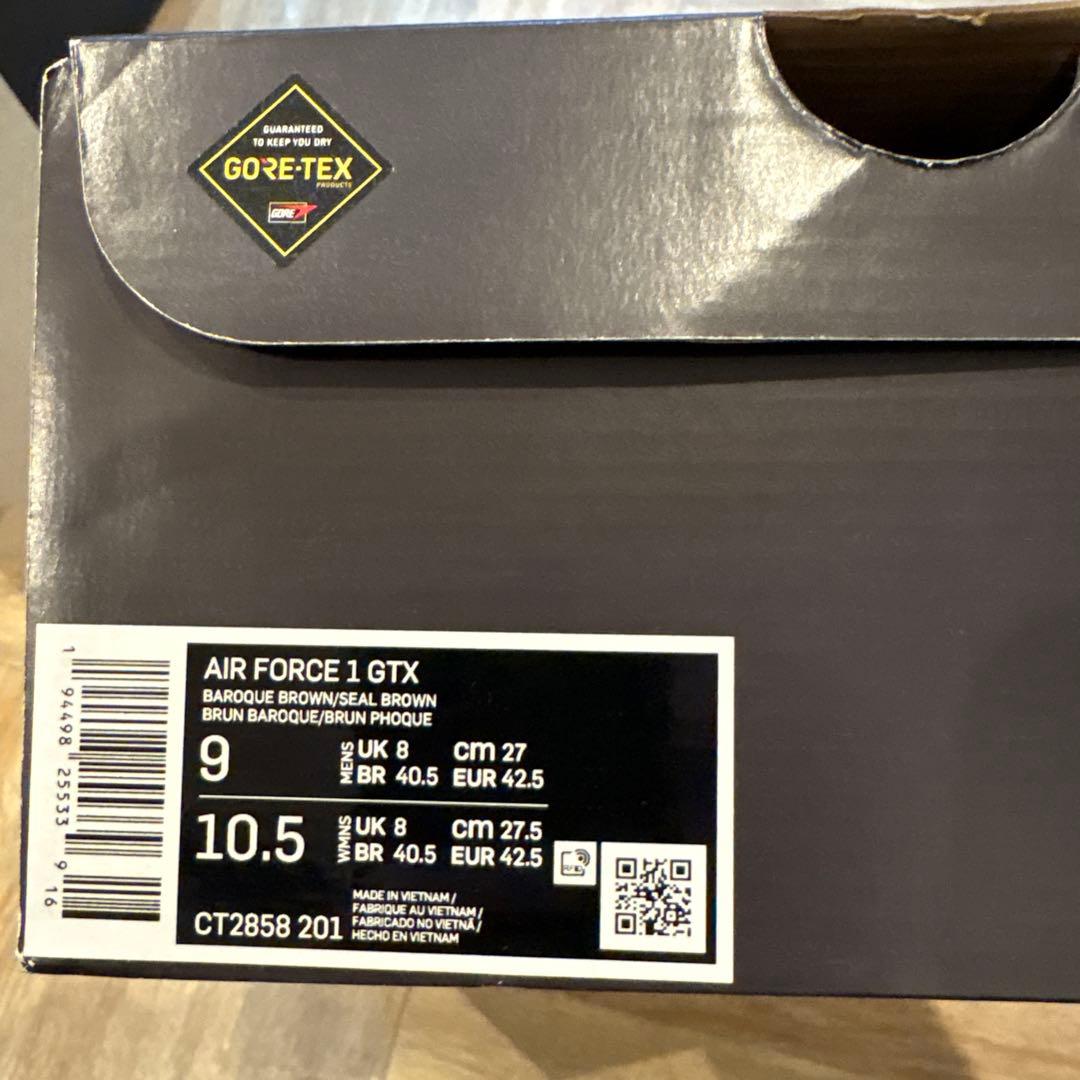 GUARANTEED
TO KEEP YOU DRY
GORE-TEX
PRODUCTS
GORE
AIR FORCE 1 GTX
BAROQUE BROWN/SEAL BROWN
BRUN BAROQUE/BRUN PHOQUE
9 MENS UK 8 cm 27
BR 40.5 EUR 42.5
10.5 WMNS UK 8 cm 27.5
BR 40.5 EUR 42.5
CT2858 201
MADE IN VIETNAM /
FABRIQUE AU VIETNAM /
FABRICADO NO VIETNÃ /
HECHO EN VIETNAM
RFID
1 94498 25533 9 16